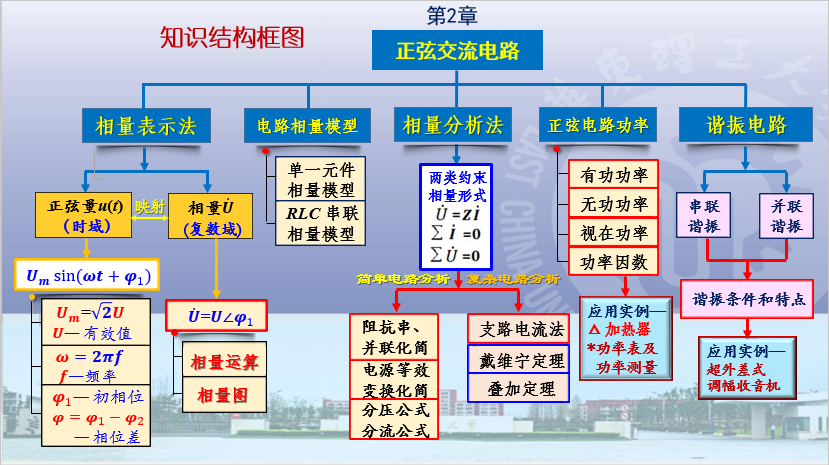 第2章
知识结构框图
正弦交流电路
相量表示法
电路相量模型
相量分析法
正弦电路功率
谐振电路
正弦量u(t)
（时域）
映射
相量U̇
（复数域）
单一元件
相量模型
RLC 串联
相量模型
两类约束
相量形式
U̇ =Zİ
∑ İ =0
∑ U̇ =0
有功功率
无功功率
视在功率
功率因数
串联
谐振
并联
谐振
Uₘ sin(ωt + φ₁)
Uₘ=√2U
U— 有效值
ω = 2πf
f—频率
φ₁— 初相位
φ = φ₁ − φ₂
— 相位差
U̇=U∠φ₁
相量运算
相量图
简单电路分析
复杂电路分析
阻抗串、
并联化简
电源等效
变换化简
分压公式
分流公式
支路电流法
戴维宁定理
叠加定理
应用实例—
Δ 加热器
*功率表及
功率测量
谐振条件和特点
应用实例—
超外差式
调幅收音机